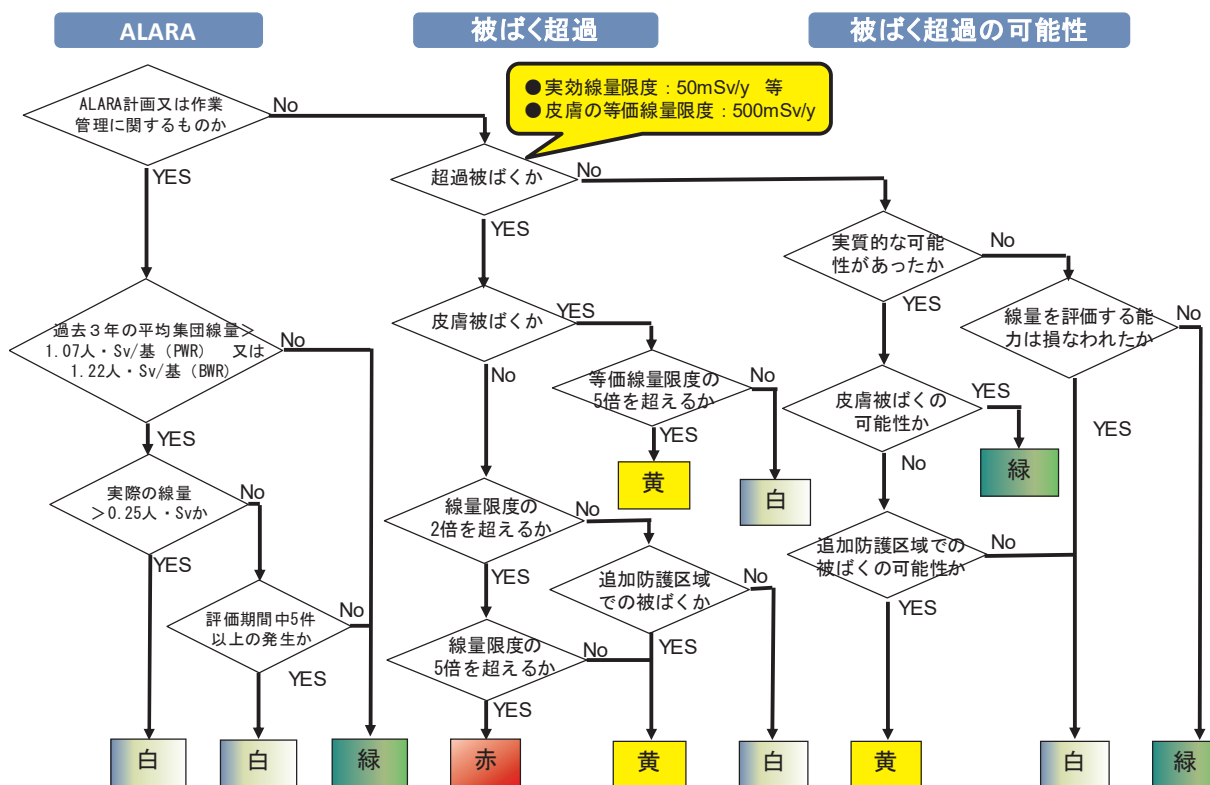 ALARA
被ばく超過
被ばく超過の可能性
●実効線量限度：50mSv/y 等
●皮膚の等価線量限度：500mSv/y
ALARA計画又は作業
管理に関するものか
No
YES
超過被ばくか
No
YES
実質的な可能
性があったか
No
YES
過去３年の平均集団線量＞
1.07人・Sv/基（PWR） 又は
1.22人・Sv/基（BWR）
No
YES
皮膚被ばくか
YES
No
線量を評価する能
力は損なわれたか
No
YES
等価線量限度の
5倍を超えるか
No
YES
皮膚被ばくの
可能性か
YES
No
実際の線量
＞0.25人・Svか
No
YES
黄
白
緑
線量限度の
2倍を超えるか
No
YES
追加防護区域での
被ばくの可能性か
No
YES
評価期間中5件
以上の発生か
No
YES
追加防護区域
での被ばくか
No
YES
線量限度の
5倍を超えるか
No
YES
白
白
緑
赤
黄
白
黄
白
緑